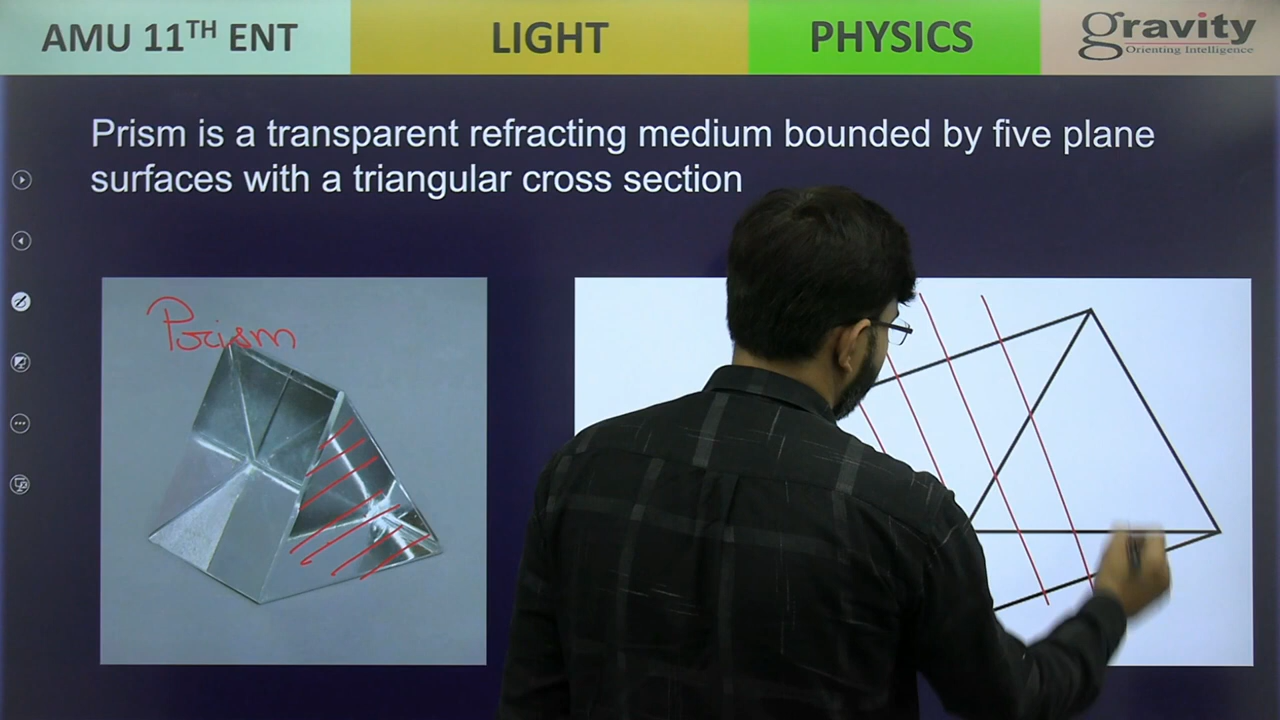 AMU 11TH ENT
LIGHT
PHYSICS
gravity
Orienting Intelligence
Prism is a transparent refracting medium bounded by five plane
surfaces with a triangular cross section
Prism